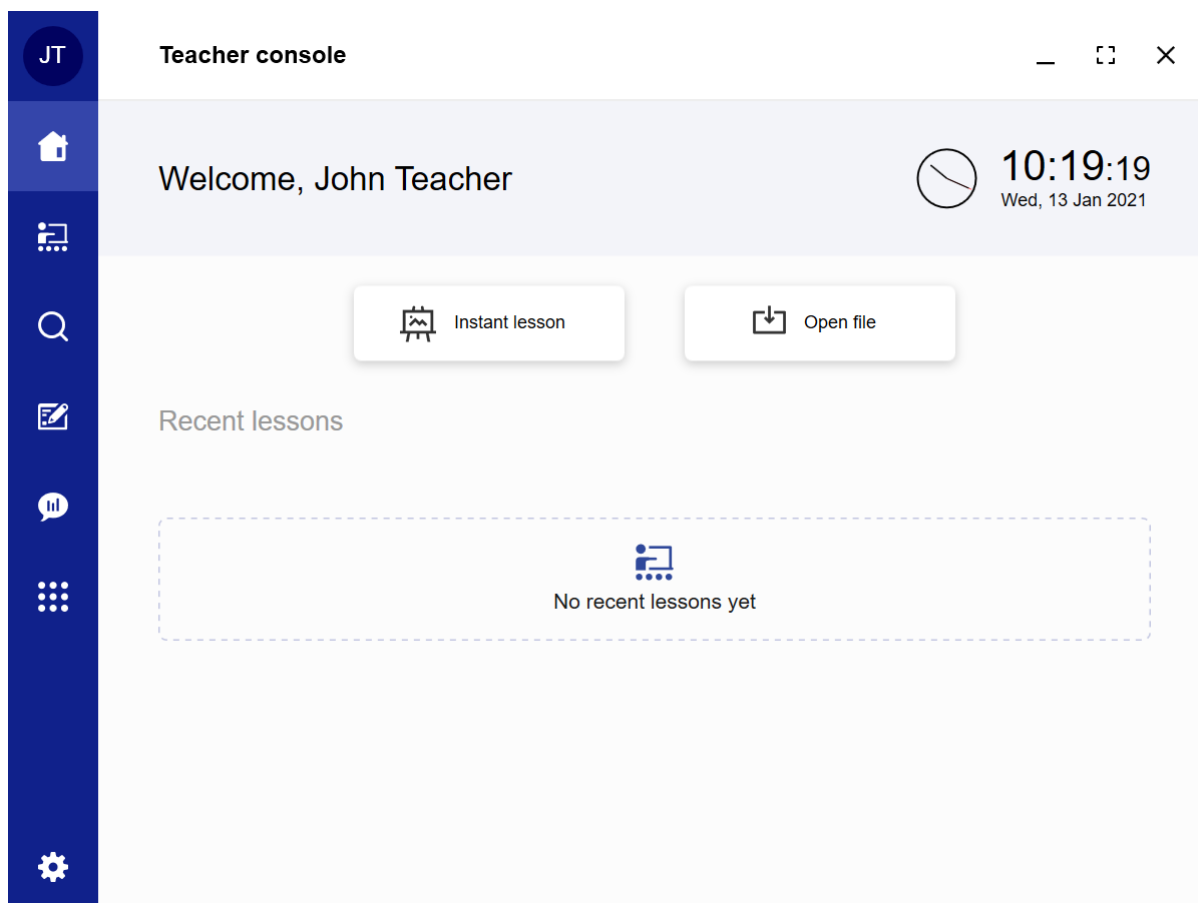 JT
Teacher console
Welcome, John Teacher
10:19:19
Wed, 13 Jan 2021
Instant lesson
Open file
Recent lessons
No recent lessons yet